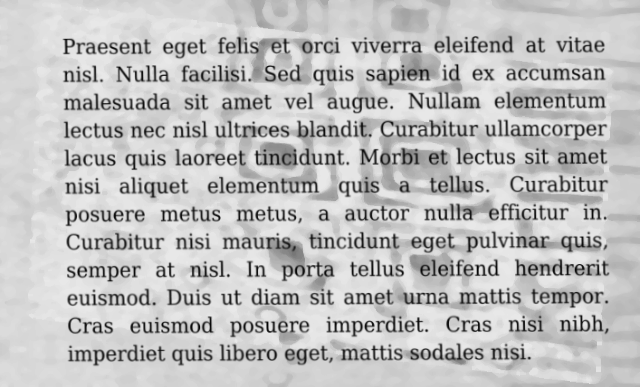 Praesent eget felis et orci viverra eleifend at vitae
nisl. Nulla facilisi. Sed quis sapien id ex accumsan
malesuada sit amet vel augue. Nullam elementum
lectus nec nisl ultrices blandit. Curabitur ullamcorper
lacus quis laoreet tincidunt. Morbi et lectus sit amet
nisi aliquet elementum quis a tellus. Curabitur
posuere metus metus, a auctor nulla efficitur in.
Curabitur nisi mauris, tincidunt eget pulvinar quis,
semper at nisl. In porta tellus eleifend hendrerit
euismod. Duis ut diam sit amet urna mattis tempor.
Cras euismod posuere imperdiet. Cras nisi nibh,
imperdiet quis libero eget, mattis sodales nisi.